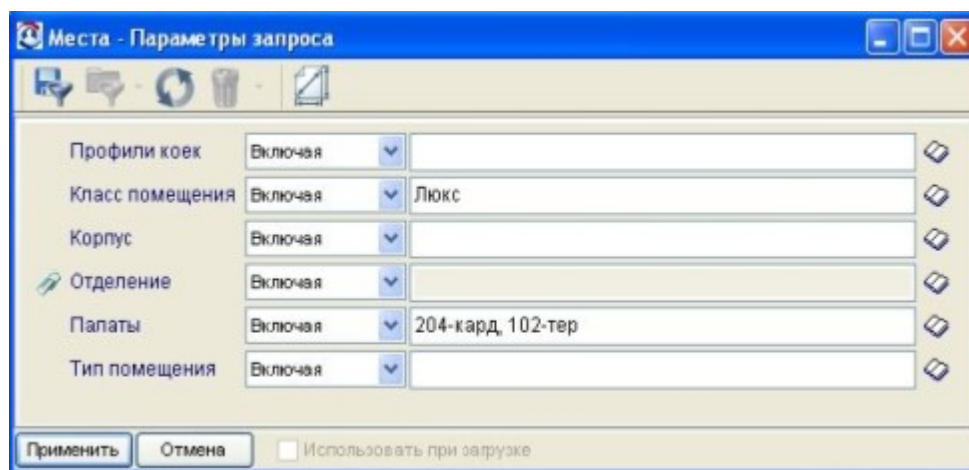 Места - Параметры запроса
Профили коек Включая
Класс помещения Включая Люкс
Корпус Включая
Отделение Включая
Палаты Включая 204-кард, 102-тер
Тип помещения Включая
Применить Отмена Использовать при загрузке